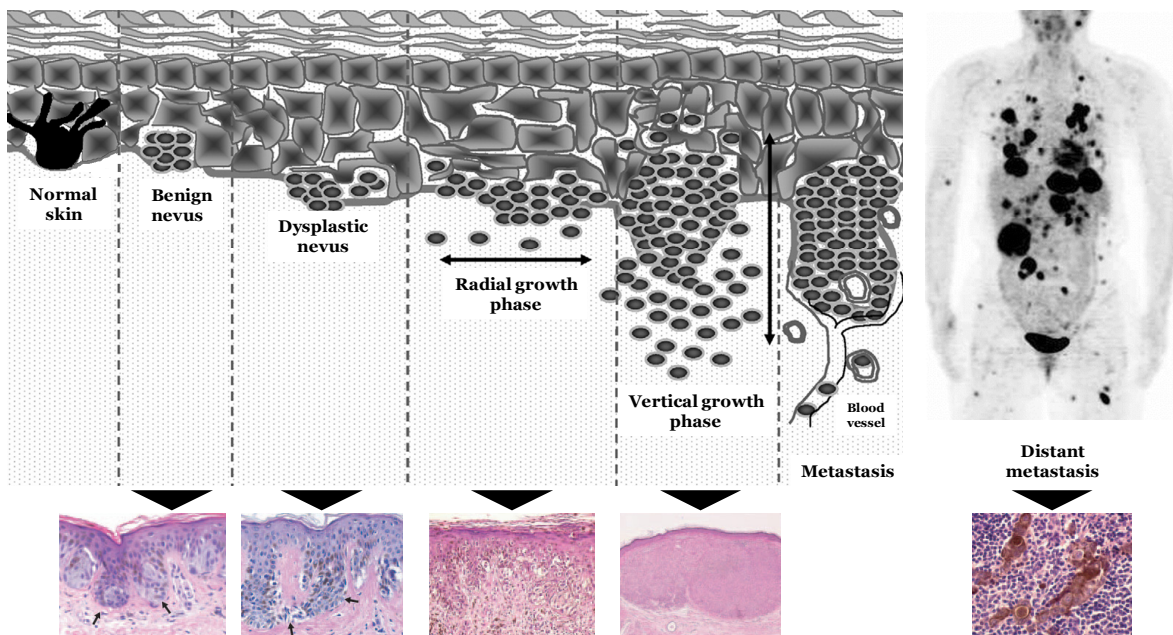 Normal
skin
Benign
nevus
Dysplastic
nevus
Radial growth
phase
Vertical growth
phase
Blood
vessel
Metastasis
Distant
metastasis